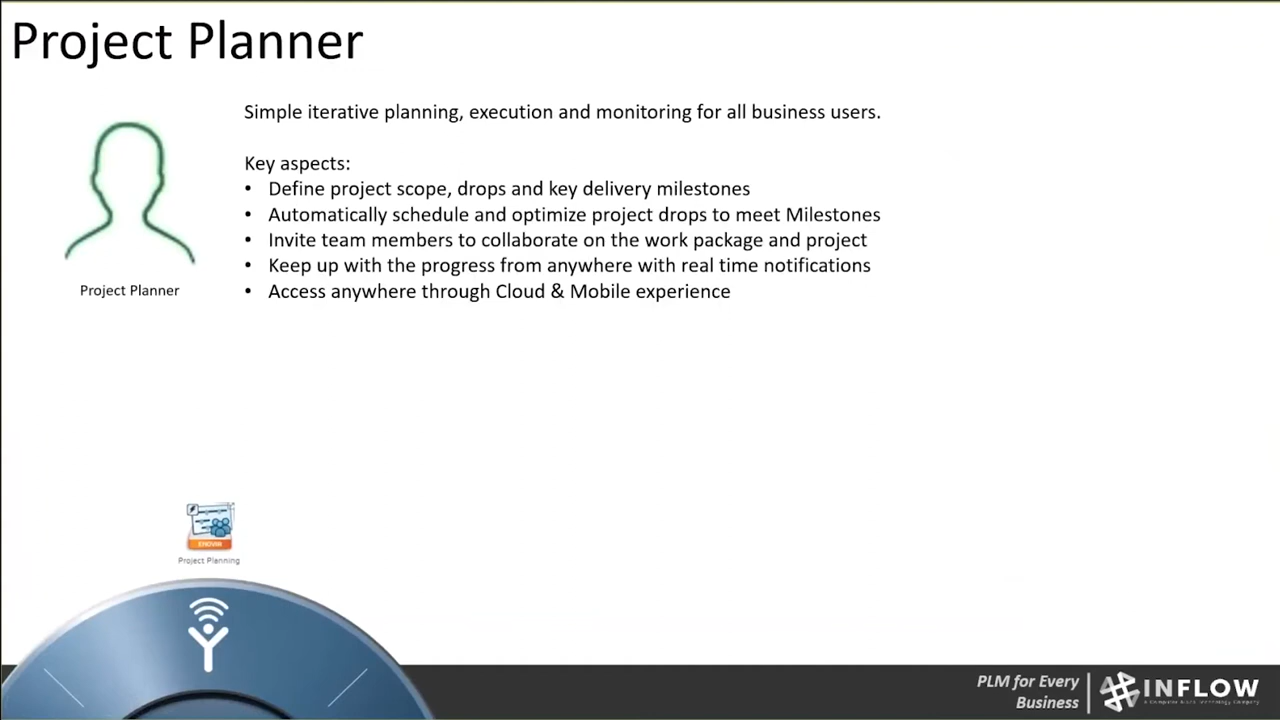 Project Planner
Simple iterative planning, execution and monitoring for all business users.
Key aspects:
• Define project scope, drops and key delivery milestones
• Automatically schedule and optimize project drops to meet Milestones
• Invite team members to collaborate on the work package and project
• Keep up with the progress from anywhere with real time notifications
• Access anywhere through Cloud & Mobile experience
Project Planner
ENOVIA
Project Planning
PLM for Every
Business
INFLOW